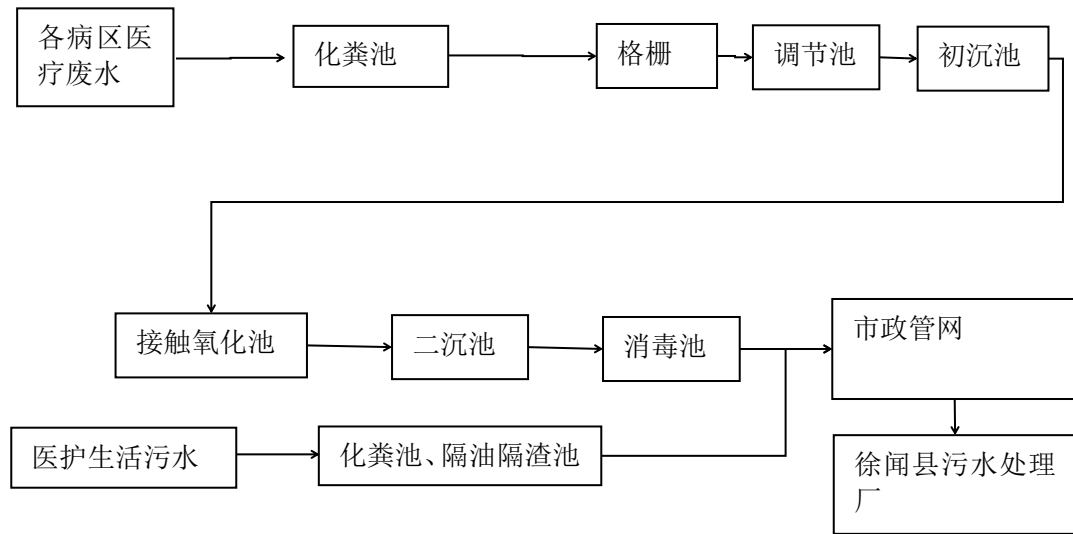 各病区医
疗废水
化粪池
格栅
调节池
初沉池
接触氧化池
二沉池
消毒池
市政管网
医护生活污水
化粪池、隔油隔渣池
徐闻县污水处理
厂